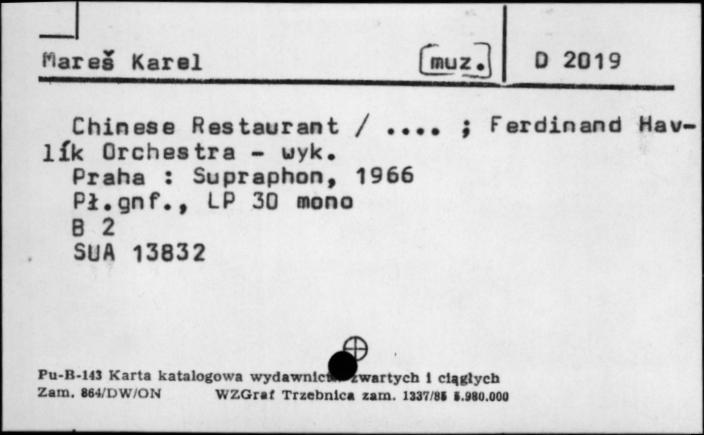 Mareš Karel [muz.] D 2019
Chinese Restaurant / .... ; Ferdinand Hav-
lík Orchestra - wyk.
Praha : Supraphon, 1966
Pł.gnf., LP 30 mono
B 2
SUA 13832
Pu-B-143 Karta katalogowa wydawnict zwartych i ciągłych
Zam. 864/DW/ON WZGraf Trzebnica zam. 1337/85 5.980.000